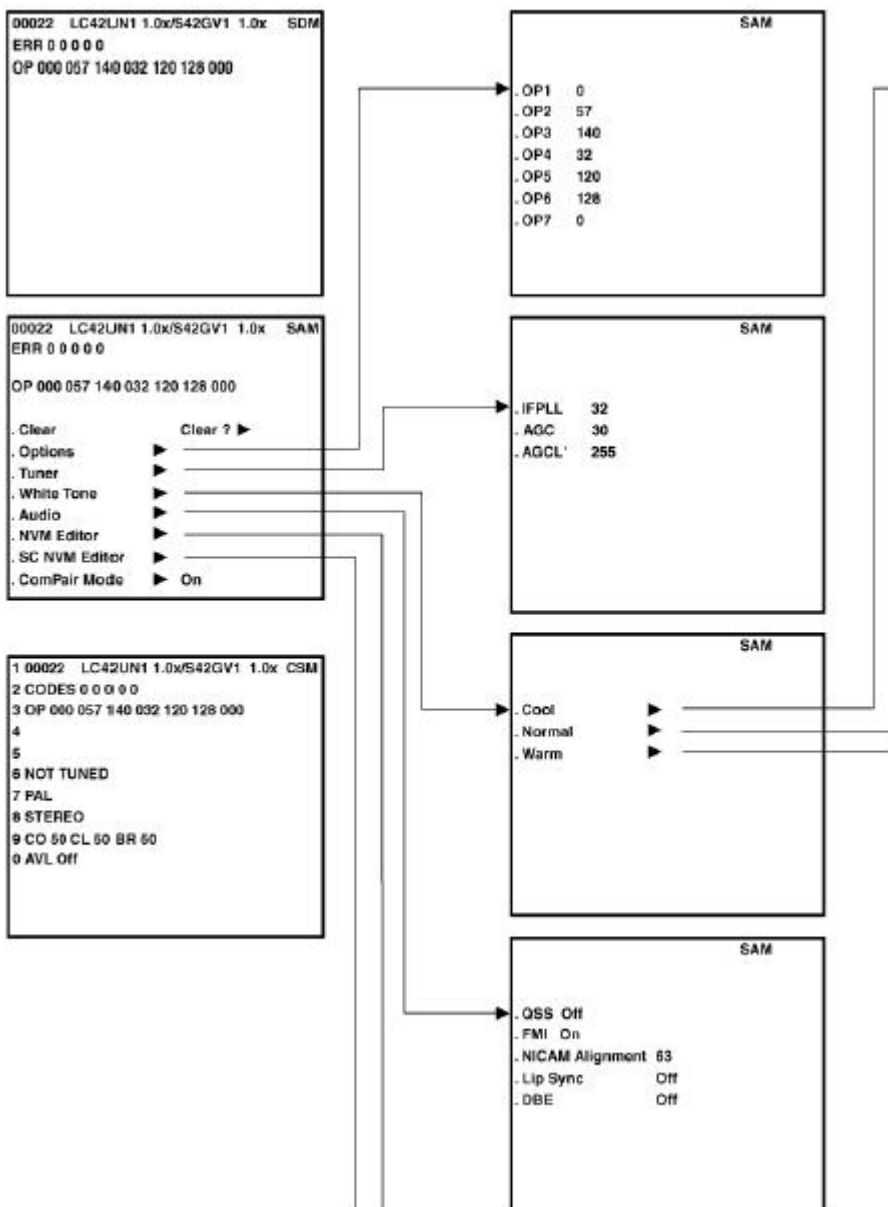 00022 LC42UN1 1.0x/S42GV1 1.0x SDM
ERR 0 0 0 0 0
OP 000 057 140 032 120 128 000
00022 LC42UN1 1.0x/S42GV1 1.0x SAM
ERR 0 0 0 0 0
OP 000 057 140 032 120 128 000
. Clear Clear ? ►
. Options ►
. Tuner ►
. White Tone ►
. Audio ►
. NVM Editor ►
. SC NVM Editor ►
. ComPair Mode ► On
1 00022 LC42UN1 1.0x/S42GV1 1.0x CSM
2 CODES 0 0 0 0 0
3 OP 000 057 140 032 120 128 000
4
5
6 NOT TUNED
7 PAL
8 STEREO
9 CO 50 CL 50 BR 50
0 AVL Off
SAM
. OP1 0
. OP2 57
. OP3 140
. OP4 32
. OP5 120
. OP6 128
. OP7 0
SAM
. IFPLL 32
. AGC 30
. AGCL' 255
SAM
. Cool ►
. Normal ►
. Warm ►
SAM
. QSS Off
. FMI On
. NICAM Alignment 63
. Lip Sync Off
. DBE Off